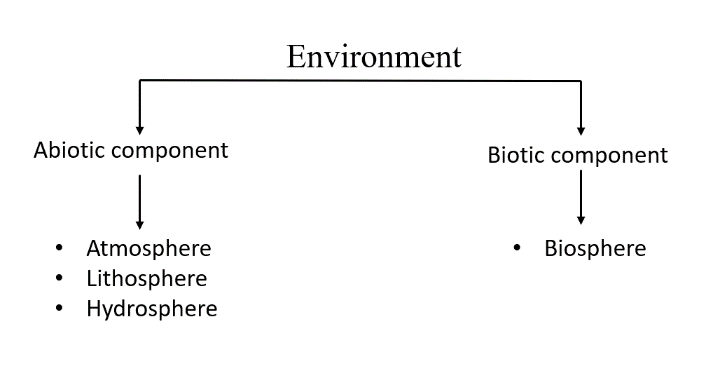 Environment
Abiotic component
Biotic component
• Atmosphere
• Lithosphere
• Hydrosphere
• Biosphere